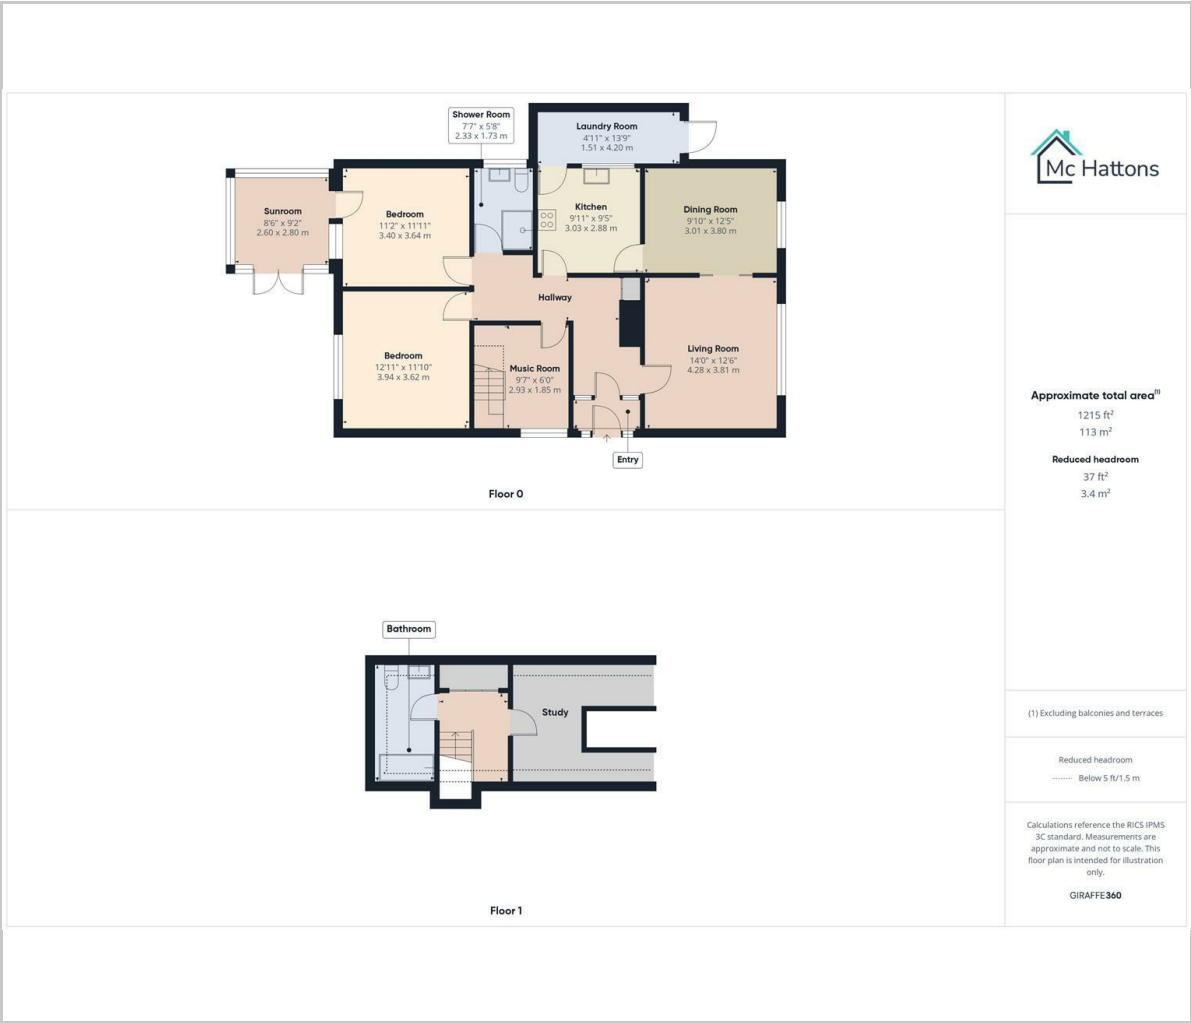 Shower Room
7'7" x 5'8"
2.33 x 1.73 m
Laundry Room
4'11" x 13'9"
1.51 x 4.20 m
Sunroom
8'6" x 9'2"
2.60 x 2.80 m
Bedroom
11'2" x 11'11"
3.40 x 3.64 m
Kitchen
9'11" x 9'5"
3.03 x 2.88 m
Dining Room
9'10" x 12'5"
3.01 x 3.80 m
Hallway
Bedroom
12'11" x 11'10"
3.94 x 3.62 m
Music Room
9'7" x 6'0"
2.93 x 1.85 m
Living Room
14'0" x 12'6"
4.28 x 3.81 m
Entry
Floor 0
Bathroom
Study
Floor 1
Mc Hattons
Approximate total area(1)
1215 ft²
113 m²
Reduced headroom
37 ft²
3.4 m²
(1) Excluding balconies and terraces
Reduced headroom
Below 5 ft/1.5 m
Calculations reference the RICS IPMS
3C standard. Measurements are
approximate and not to scale. This
floor plan is intended for illustration
only.
GIRAFFE360